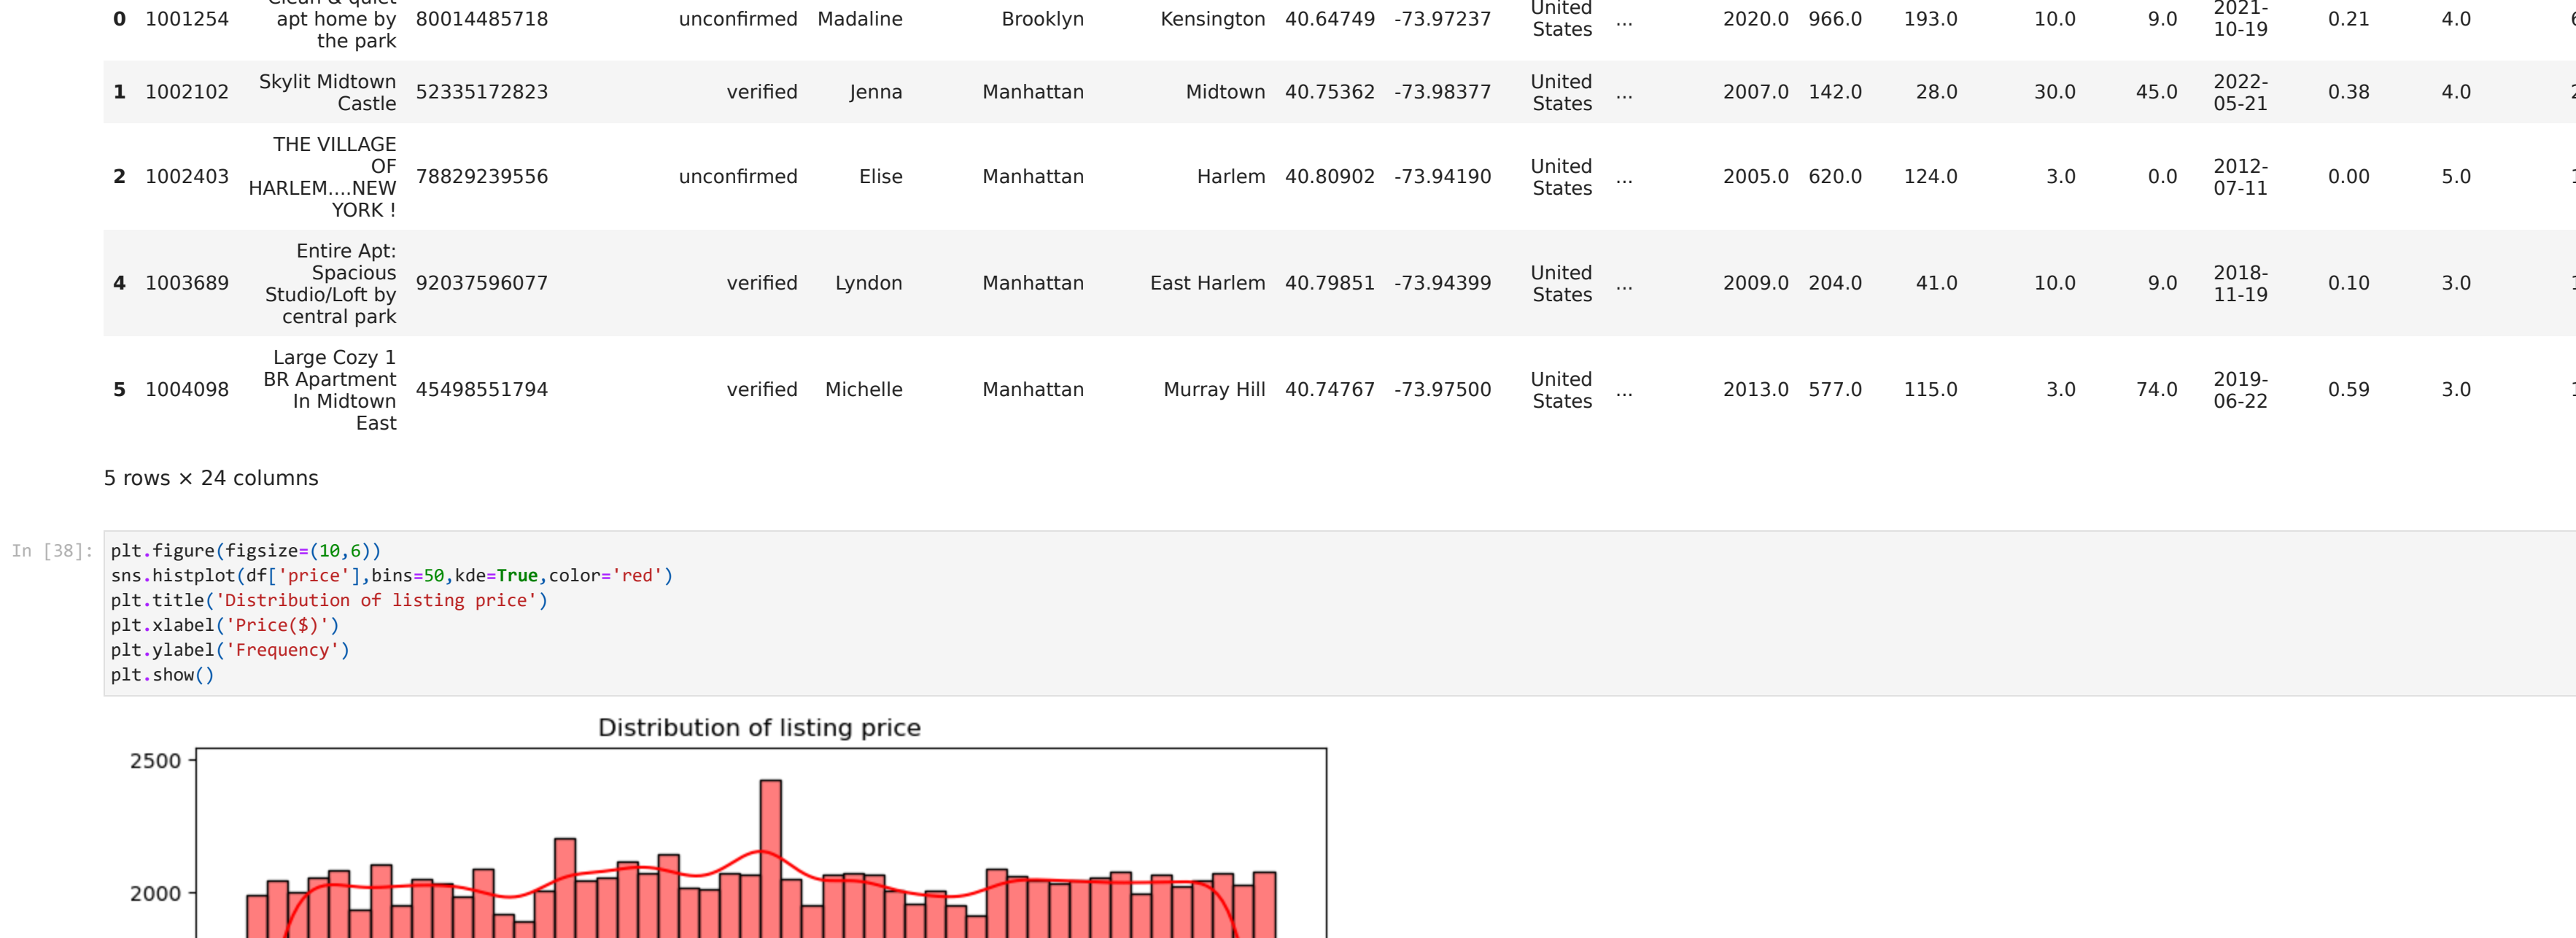 Clean & quiet
0 1001254 apt home by the park 80014485718 unconfirmed Madaline Brooklyn Kensington 40.64749 -73.97237 United States ... 2020.0 966.0 193.0 10.0 9.0 2021-10-19 0.21 4.0
1 1002102 Skylit Midtown Castle 52335172823 verified Jenna Manhattan Midtown 40.75362 -73.98377 United States ... 2007.0 142.0 28.0 30.0 45.0 2022-05-21 0.38 4.0
2 1002403 THE VILLAGE OF HARLEM....NEW YORK ! 78829239556 unconfirmed Elise Manhattan Harlem 40.80902 -73.94190 United States ... 2005.0 620.0 124.0 3.0 0.0 2012-07-11 0.00 5.0
4 1003689 Entire Apt: Spacious Studio/Loft by central park 92037596077 verified Lyndon Manhattan East Harlem 40.79851 -73.94399 United States ... 2009.0 204.0 41.0 10.0 9.0 2018-11-19 0.10 3.0
5 1004098 Large Cozy 1 BR Apartment In Midtown East 45498551794 verified Michelle Manhattan Murray Hill 40.74767 -73.97500 United States ... 2013.0 577.0 115.0 3.0 74.0 2019-06-22 0.59 3.0
5 rows × 24 columns
In [38]: plt.figure(figsize=(10,6))
sns.histplot(df['price'],bins=50,kde=True,color='red')
plt.title('Distribution of listing price')
plt.xlabel('Price($)')
plt.ylabel('Frequency')
plt.show()
Distribution of listing price
2500
2000